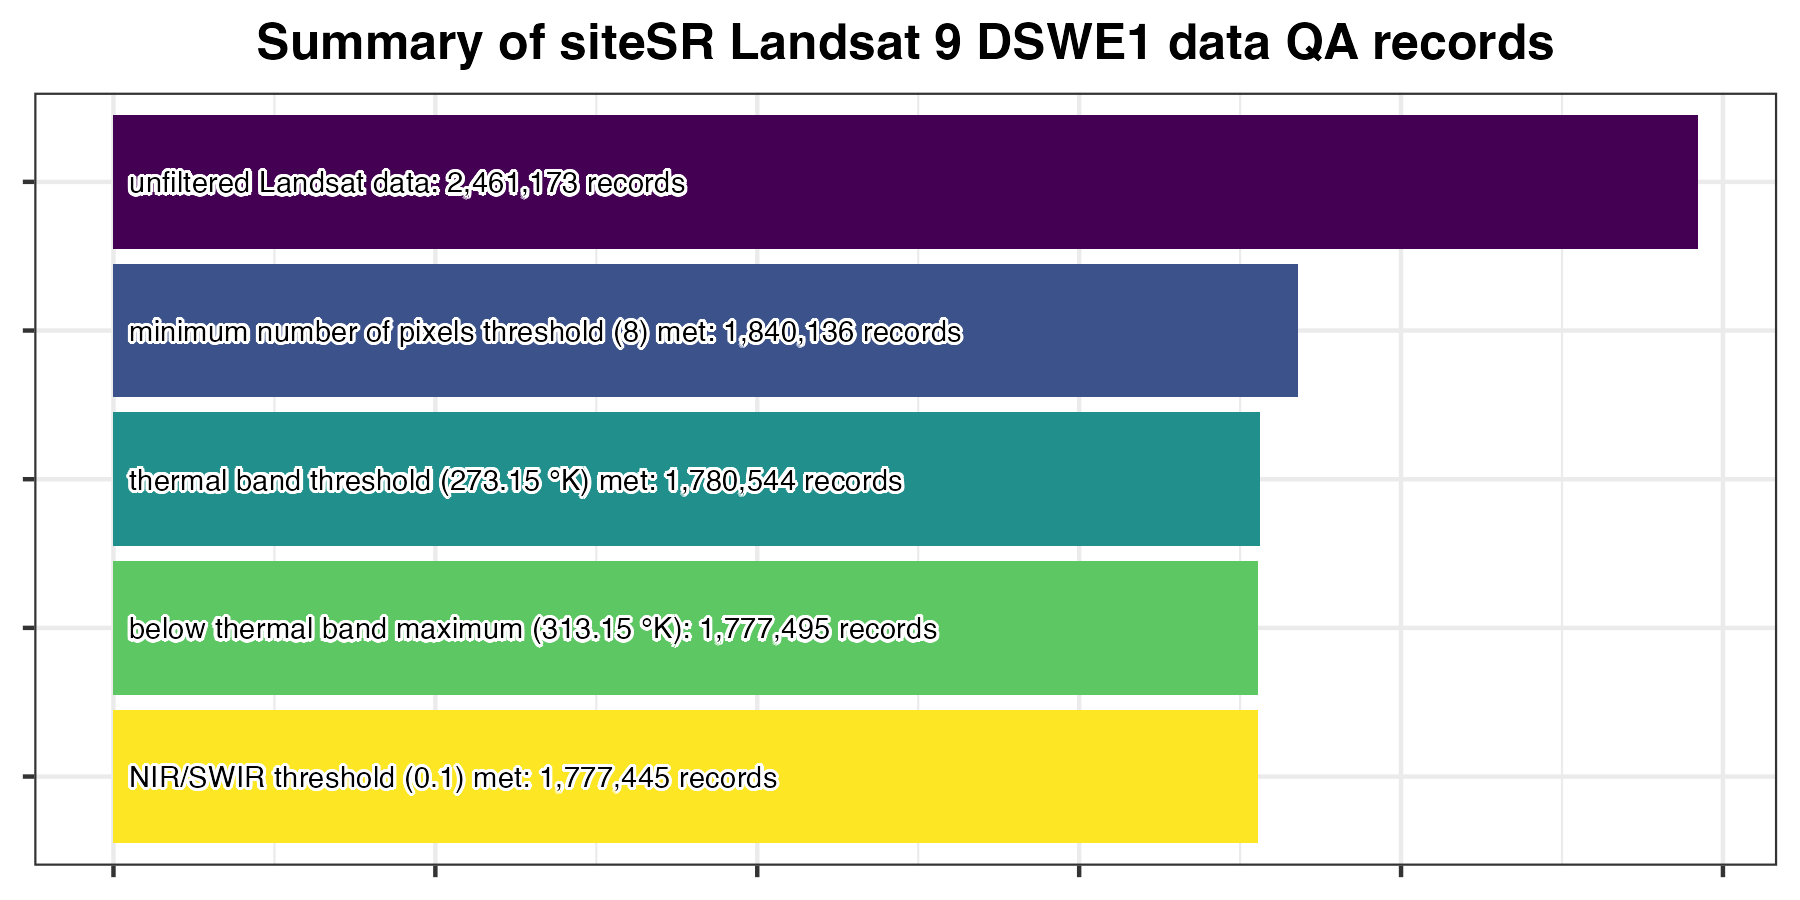 Summary of siteSR Landsat 9 DSWE1 data QA records
unfiltered Landsat data: 2,461,173 records
minimum number of pixels threshold (8) met: 1,840,136 records
thermal band threshold (273.15 °K) met: 1,780,544 records
below thermal band maximum (313.15 °K): 1,777,495 records
NIR/SWIR threshold (0.1) met: 1,777,445 records